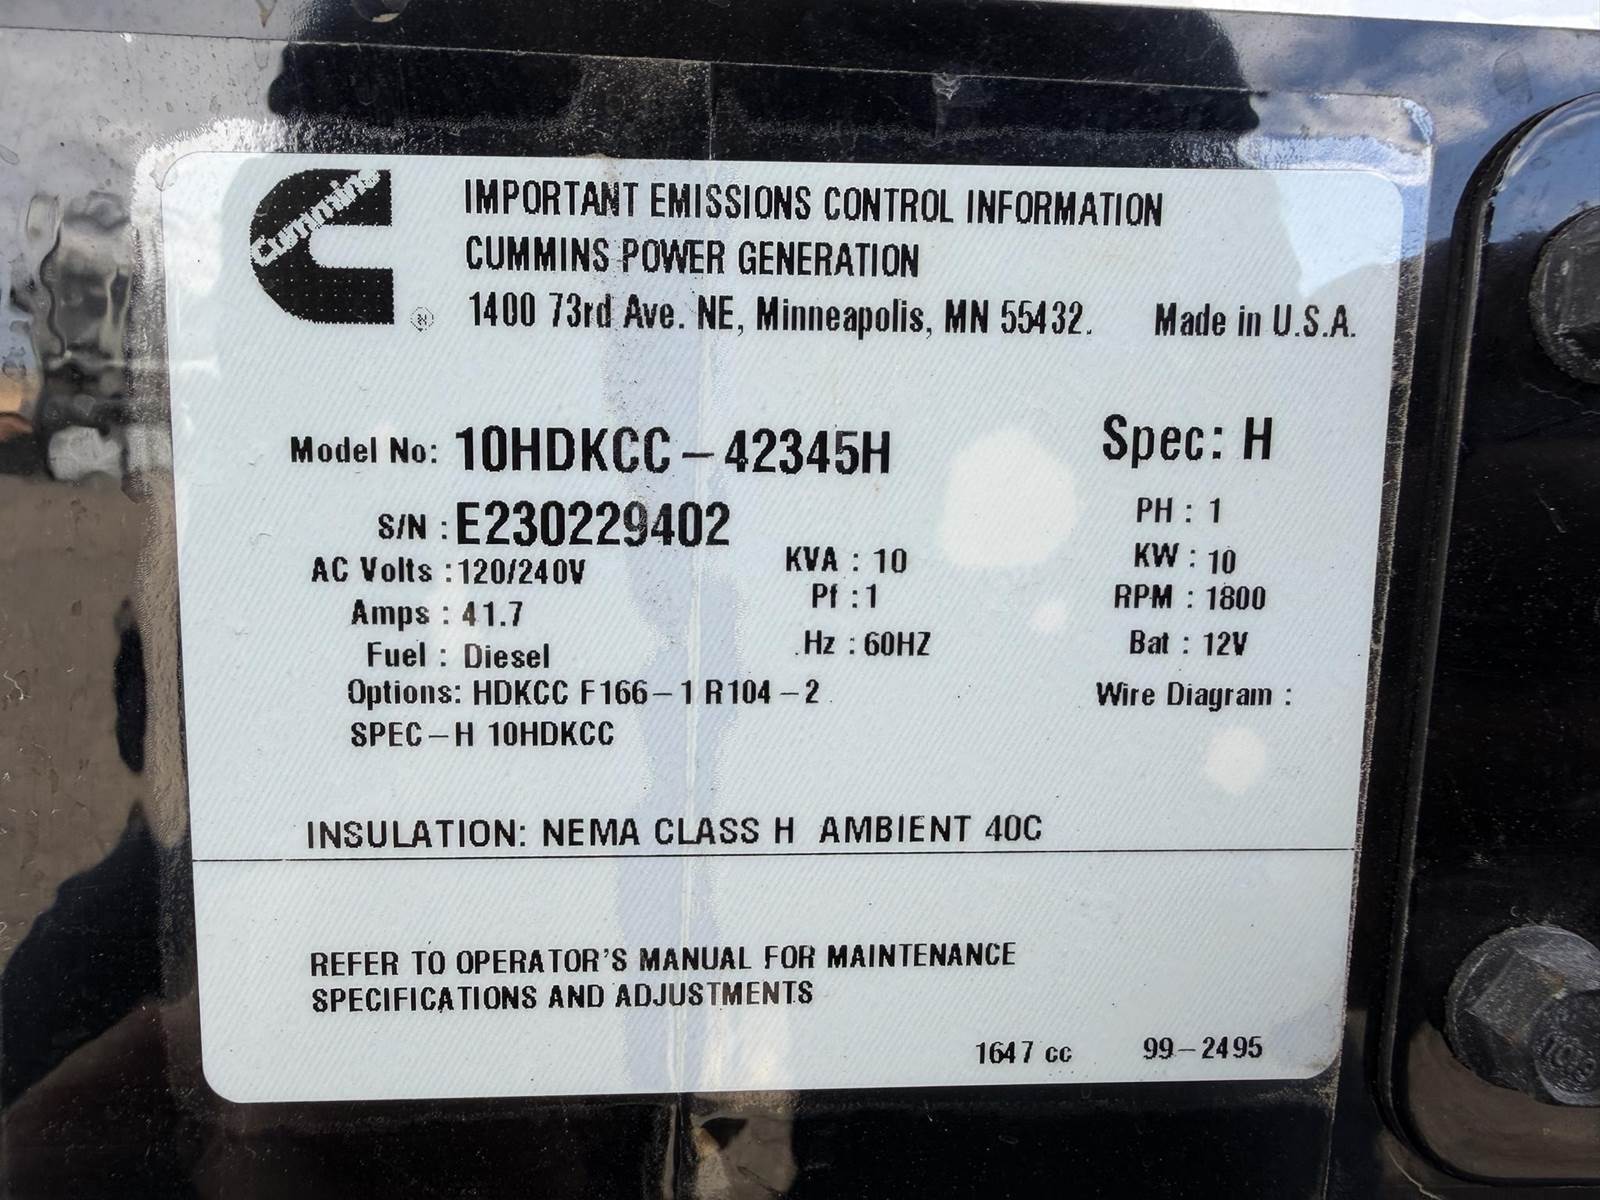 Cummins
IMPORTANT EMISSIONS CONTROL INFORMATION
CUMMINS POWER GENERATION
1400 73rd Ave. NE, Minneapolis, MN 55432. Made in U.S.A.
®
Model No: 10HDKCC-42345H Spec: H
S/N : E230229402 PH : 1
AC Volts : 120/240V KVA : 10 KW : 10
Amps : 41.7 Pf : 1 RPM : 1800
Fuel : Diesel Hz : 60HZ Bat : 12V
Options: HDKCC F166-1 R104-2 Wire Diagram :
SPEC-H 10HDKCC
INSULATION: NEMA CLASS H AMBIENT 40C
REFER TO OPERATOR'S MANUAL FOR MAINTENANCE
SPECIFICATIONS AND ADJUSTMENTS
1647 cc 99-2495